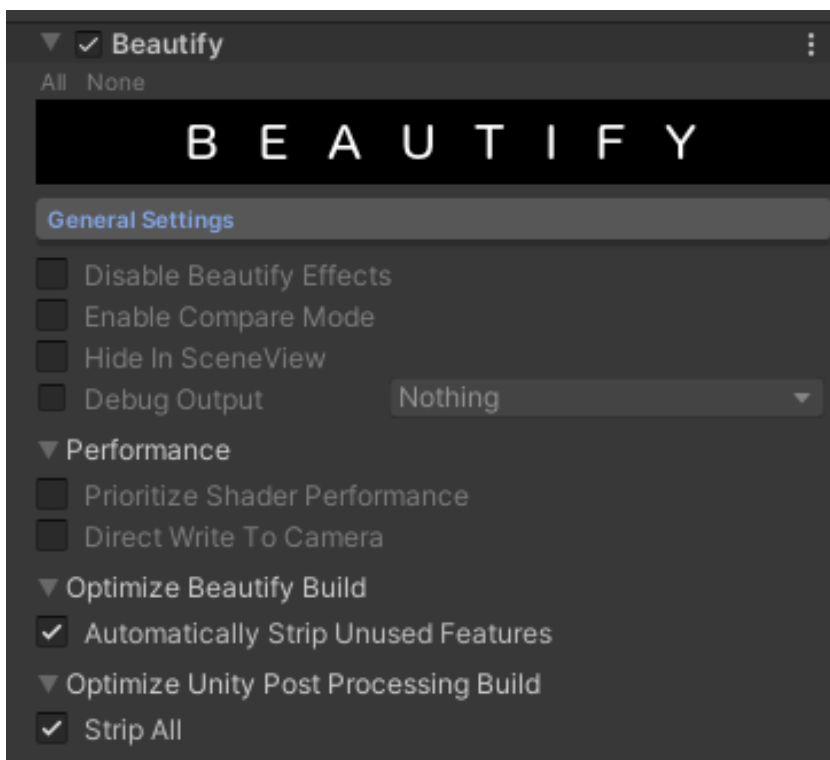 Beautify
All None
B E A U T I F Y
General Settings
Disable Beautify Effects
Enable Compare Mode
Hide In SceneView
Debug Output Nothing
Performance
Prioritize Shader Performance
Direct Write To Camera
Optimize Beautify Build
Automatically Strip Unused Features
Optimize Unity Post Processing Build
Strip All